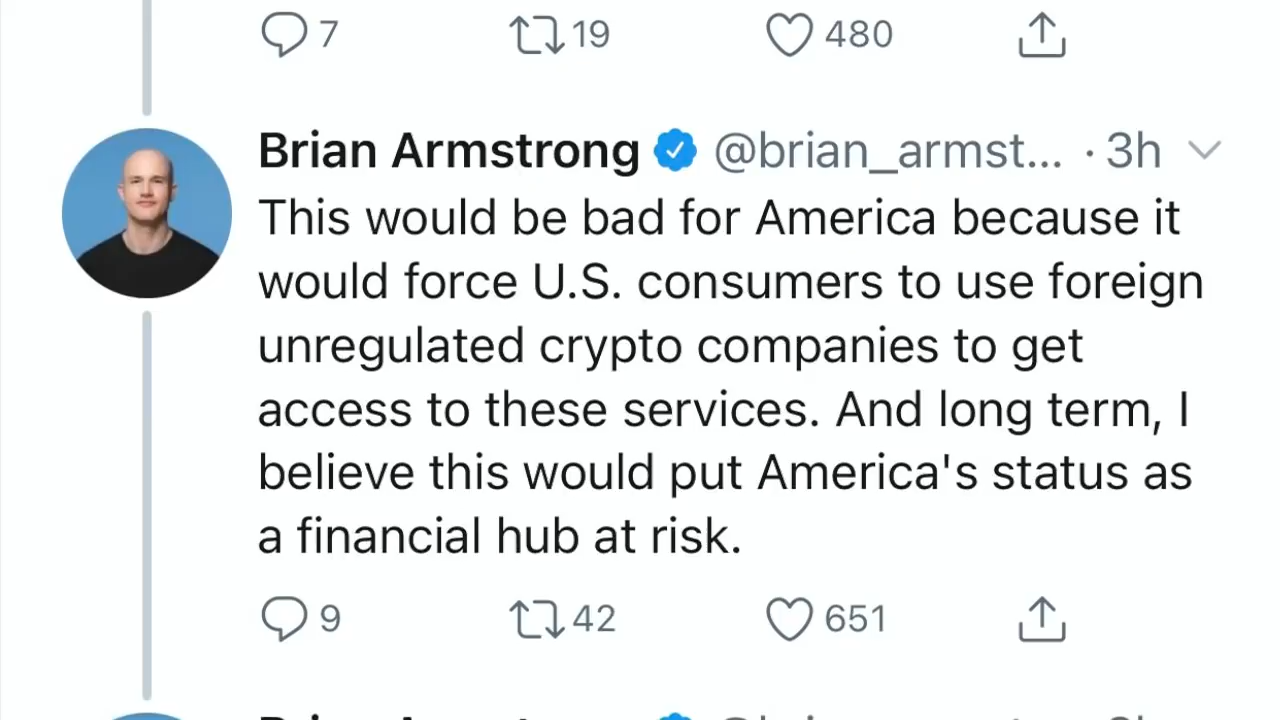 7 19 480
Brian Armstrong @brian_armst... · 3h
This would be bad for America because it
would force U.S. consumers to use foreign
unregulated crypto companies to get
access to these services. And long term, I
believe this would put America's status as
a financial hub at risk.
9 42 651